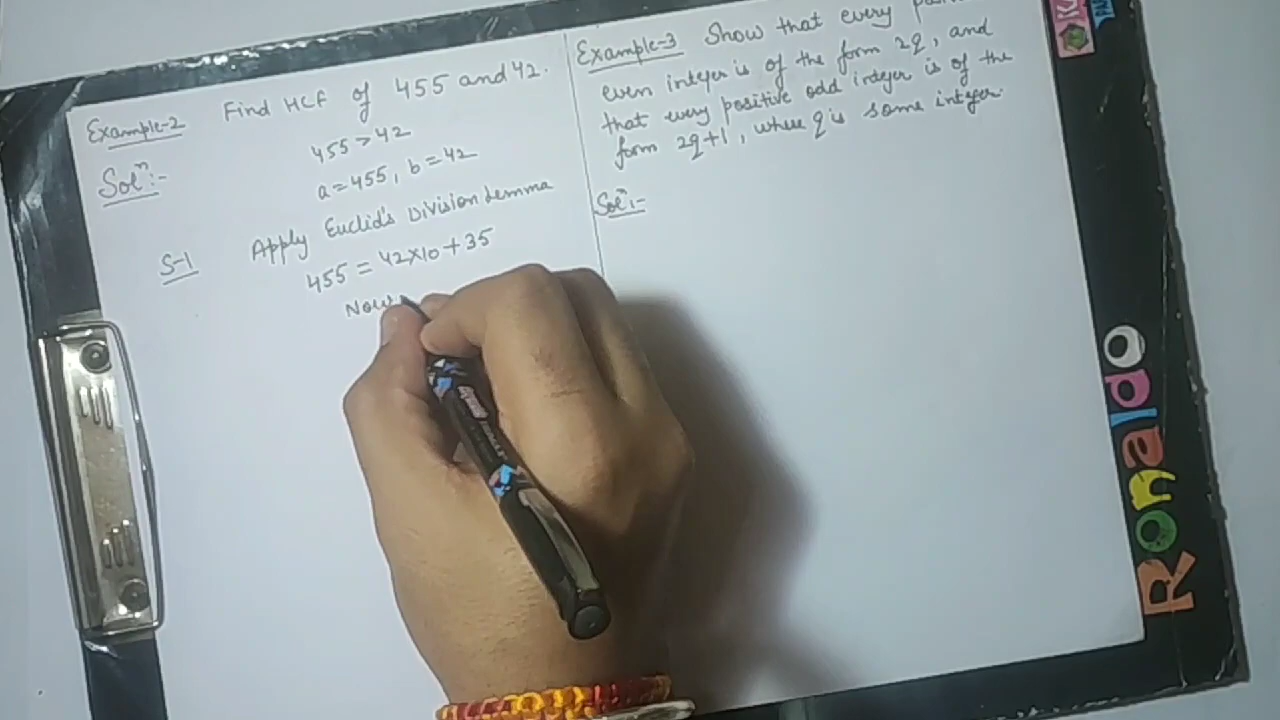 Example-2 Find HCF of 455 and 42.
Solⁿ:- 455 > 42
a = 455, b = 42
S-1 Apply Euclid's Division Lemma
455 = 42×10 + 35
Now
Example-3 Show that every
even integer is of the form 2q, and
that every positive odd integer is of the
form 2q+1, where q is some integer.
Solⁿ:-
Ronaldo